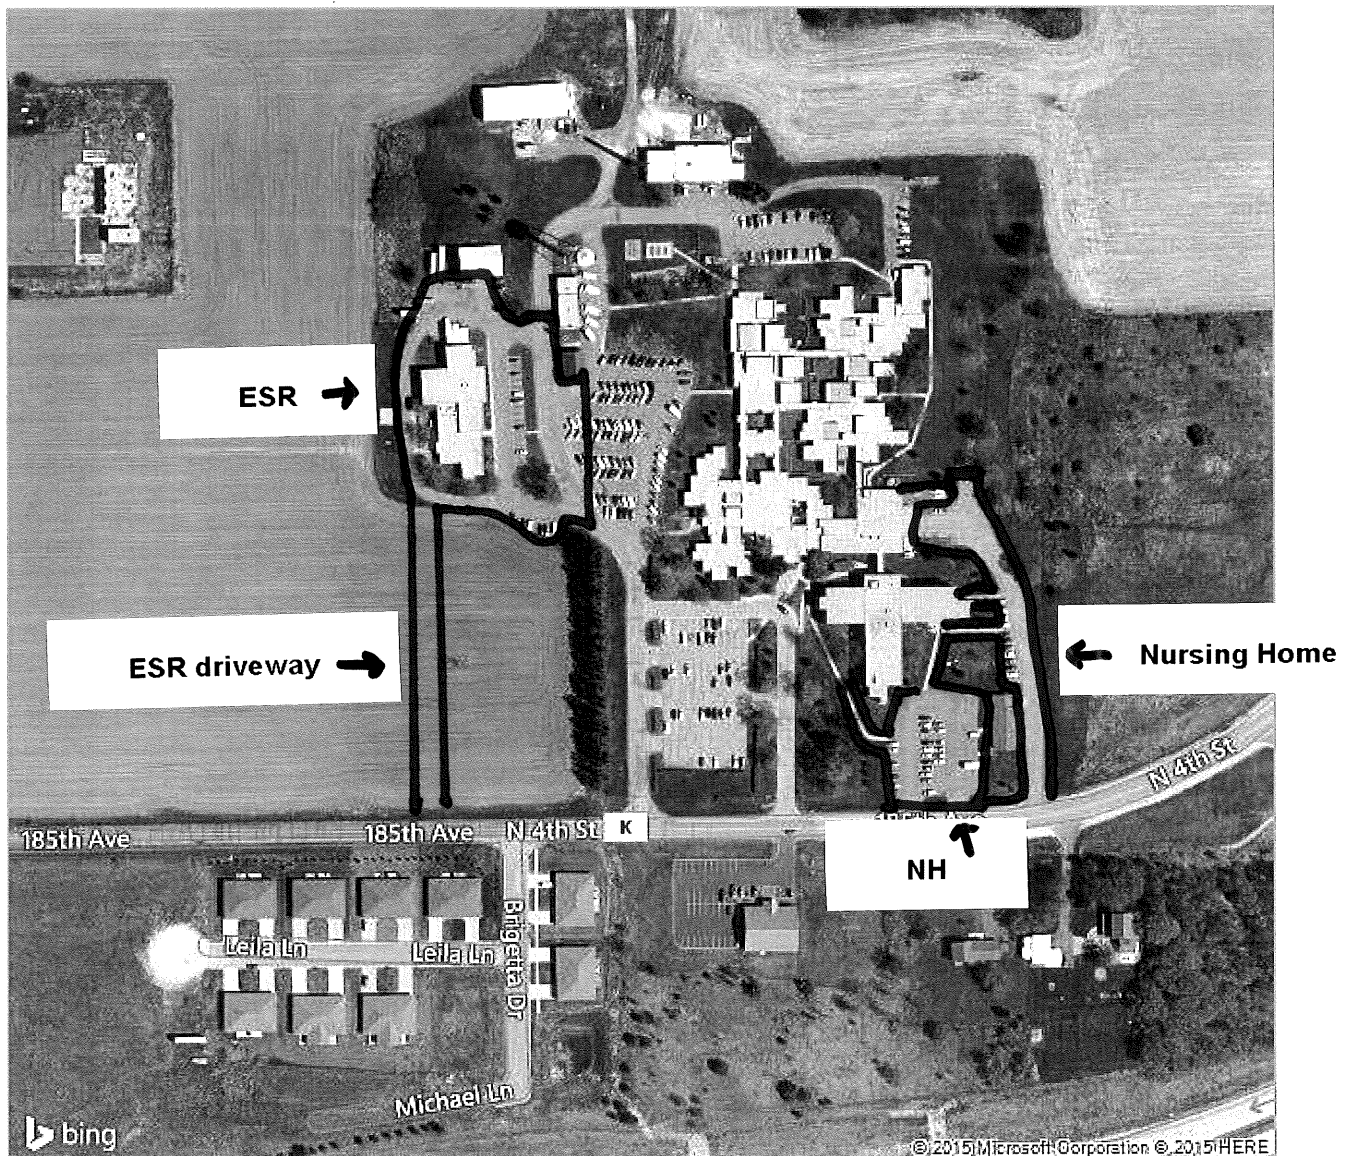 ESR
ESR driveway
Nursing Home
N 4th St
185th Ave
185th Ave
N 4th St
K
NH
Leila Ln
Leila Ln
Brigetta Dr
Michael Ln
bing
© 2015 Microsoft Corporation © 2015 HERE